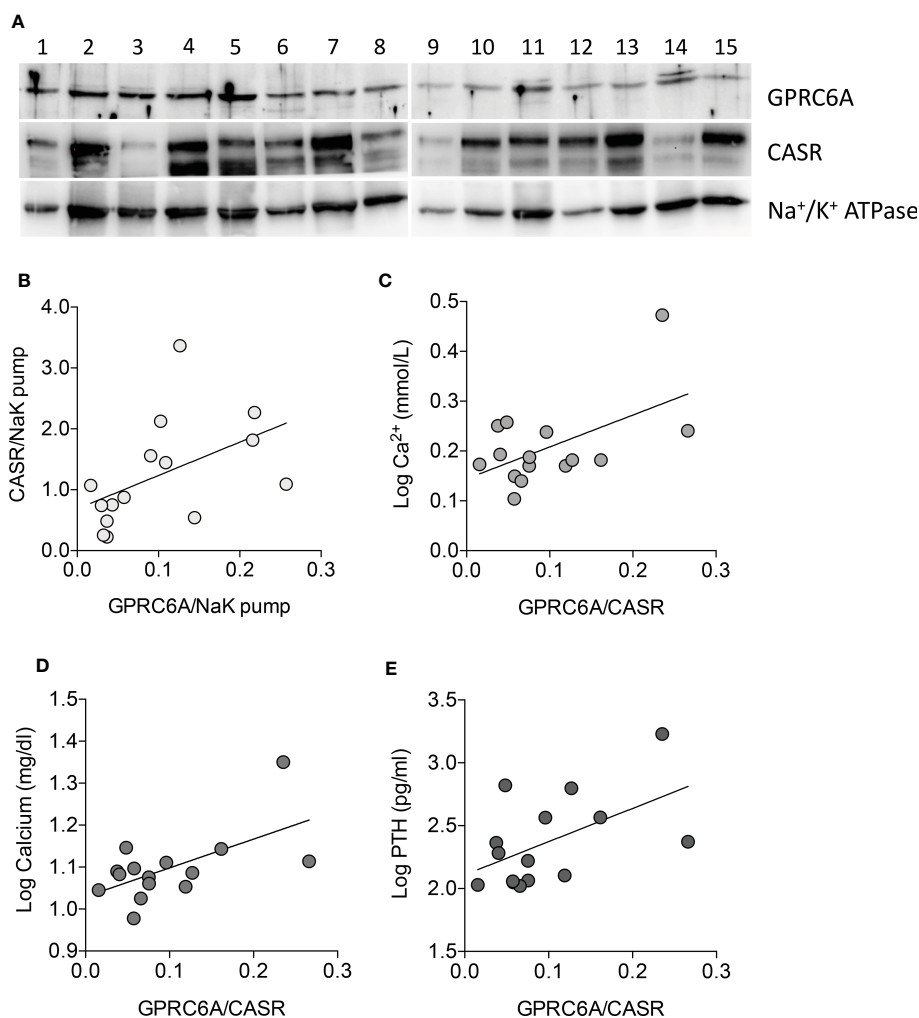 A
1 2 3 4 5 6 7 8 9 10 11 12 13 14 15
GPRC6A
CASR
Na⁺/K⁺ ATPase
B
4.0
3.0
2.0
1.0
0.0
0.0 0.1 0.2 0.3
CASR/NaK pump
GPRC6A/NaK pump
C
0.5
0.4
0.3
0.2
0.1
0.0
0.0 0.1 0.2 0.3
Log Ca²⁺ (mmol/L)
GPRC6A/CASR
D
1.5
1.4
1.3
1.2
1.1
1.0
0.9
0.0 0.1 0.2 0.3
Log Calcium (mg/dl)
GPRC6A/CASR
E
3.5
3.0
2.5
2.0
1.5
0.0 0.1 0.2 0.3
Log PTH (pg/ml)
GPRC6A/CASR